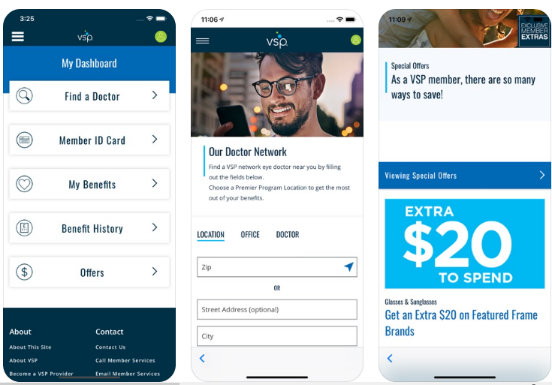 3:25
vsp
My Dashboard
Find a Doctor
Member ID Card
My Benefits
Benefit History
Offers
About
Contact
About This Site
Contact Us
About VSP
Call Member Services
Become a VSP Provider
Email Member Services
11:06
vsp
Our Doctor Network
Find a VSP network eye doctor near you by filling
out the fields below.
Choose a Premier Program Location to get the most
out of your benefits.
LOCATION
OFFICE
DOCTOR
Zip
OR
Street Address (optional)
City
11:09
EXCLUSIVE
MEMBER
EXTRAS
Special Offers
As a VSP member, there are so many
ways to save!
Viewing Special Offers
EXTRA
$20
TO SPEND
Glasses & Sunglasses
Get an Extra $20 on Featured Frame
Brands